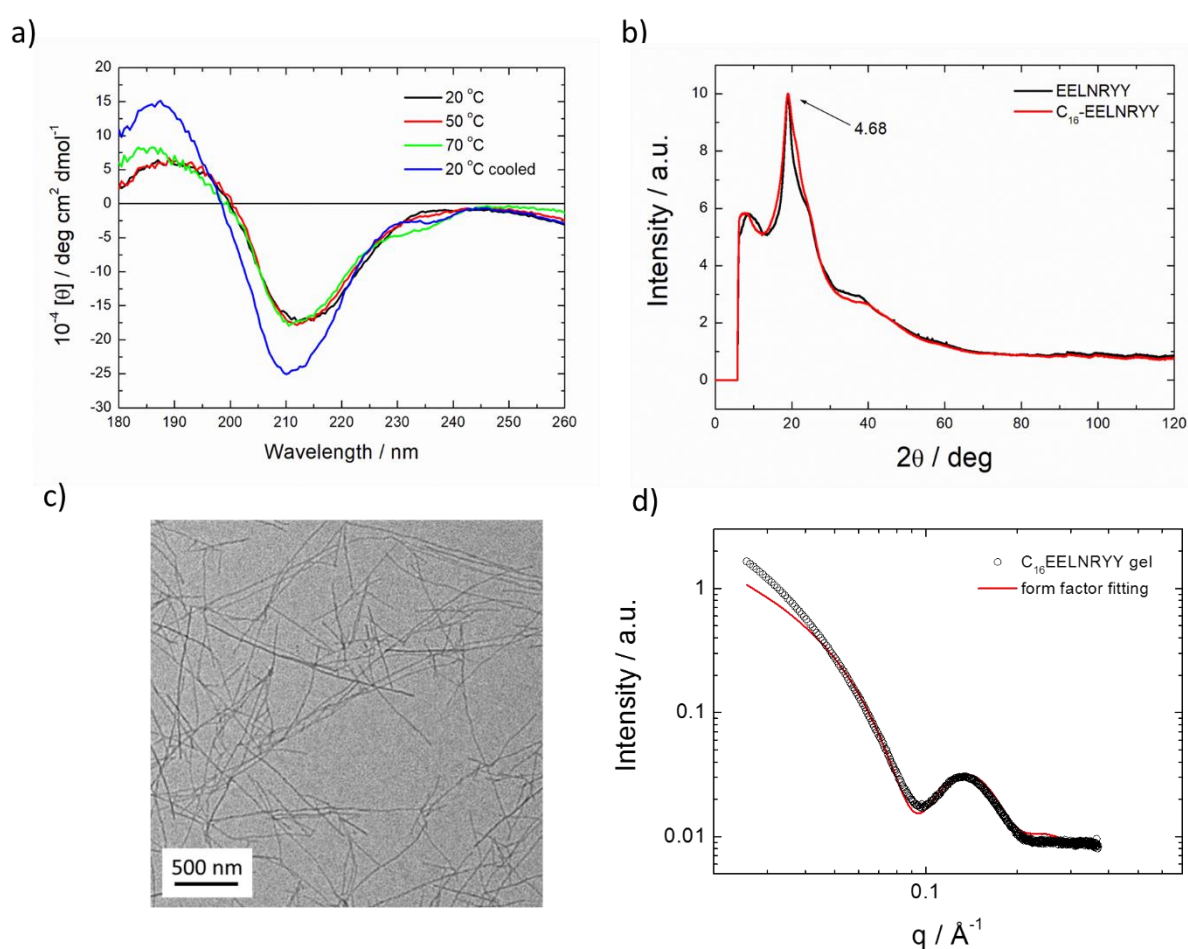 a)
20
15
10
5
0
-5
-10
-15
-20
-25
-30
10⁻⁴ [θ] / deg cm² dmol⁻¹
20 °C
50 °C
70 °C
20 °C cooled
180 190 200 210 220 230 240 250 260
Wavelength / nm
b)
10
8
6
4
2
0
Intensity / a.u.
4.68
EELNRYY
C₁₆-EELNRYY
0 20 40 60 80 100 120
2θ / deg
c)
500 nm
d)
1
0.1
0.01
Intensity / a.u.
C₁₆EELNRYY gel
form factor fitting
0.1
q / Å⁻¹